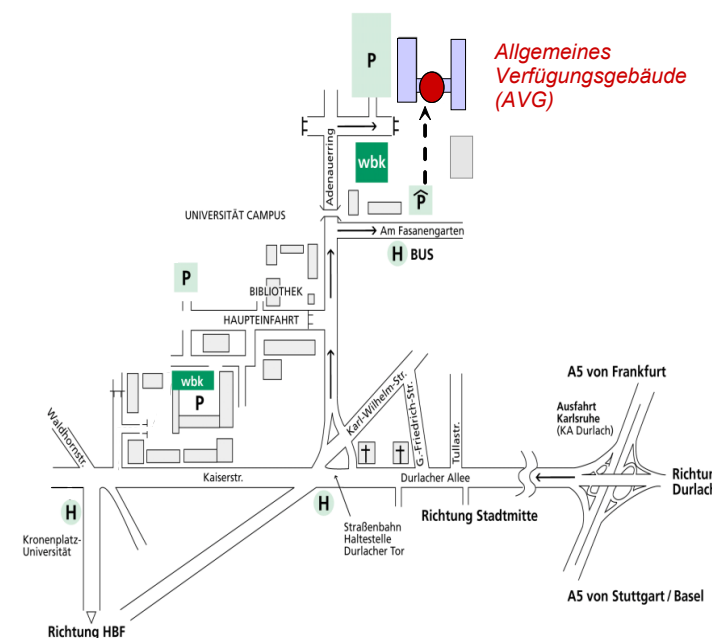 P
Allgemeines
Verfügungsgebäude
(AVG)
Adenauerring
wbk
P
UNIVERSITÄT CAMPUS
Am Fasanengarten
H BUS
P
BIBLIOTHEK
HAUPTEINFAHRT
wbk
P
Karl-Wilhelm-Str.
G.-Friedrich-Str.
Tullastr.
A5 von Frankfurt
Ausfahrt
Karlsruhe
(KA Durlach)
Waldhornstr.
Kaiserstr.
Durlacher Allee
Richtu
Durlac
H
Kronenplatz-
Universität
H
Straßenbahn
Haltestelle
Durlacher Tor
Richtung Stadtmitte
A5 von Stuttgart / Basel
Richtung HBF